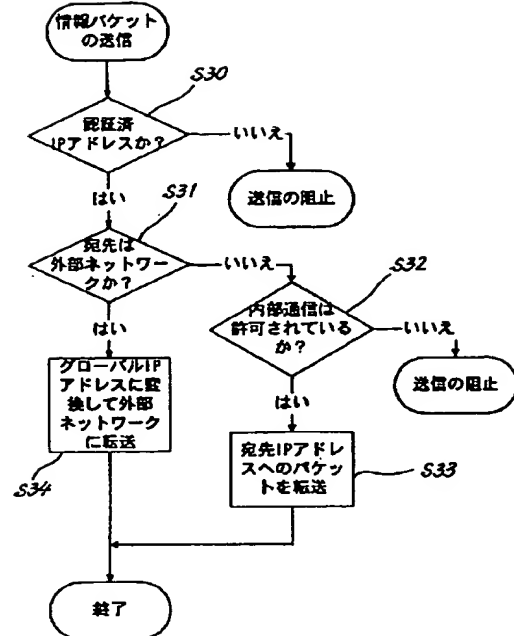 情報パケット
の送信
S30
認証済
IPアドレスか？
いいえ
送信の阻止
はい
S31
宛先は
外部ネットワー
クか？
いいえ
S32
内部通信は
許可されている
か？
いいえ
送信の阻止
はい
はい
グローバルIP
アドレスに変
換して外部
ネットワーク
に転送
S34
宛先IPアドレ
スへのパケッ
トを転送
S33
終了